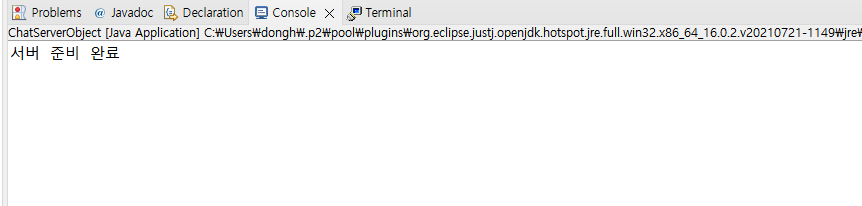 Problems @ Javadoc Declaration Console Terminal
ChatServerObject [Java Application] C:₩Users₩dongh₩.p2₩pool₩plugins₩org.eclipse.justj.openjdk.hotspot.jre.full.win32.x86_64_16.0.2.v20210721-1149₩jre₩
서버 준비 완료